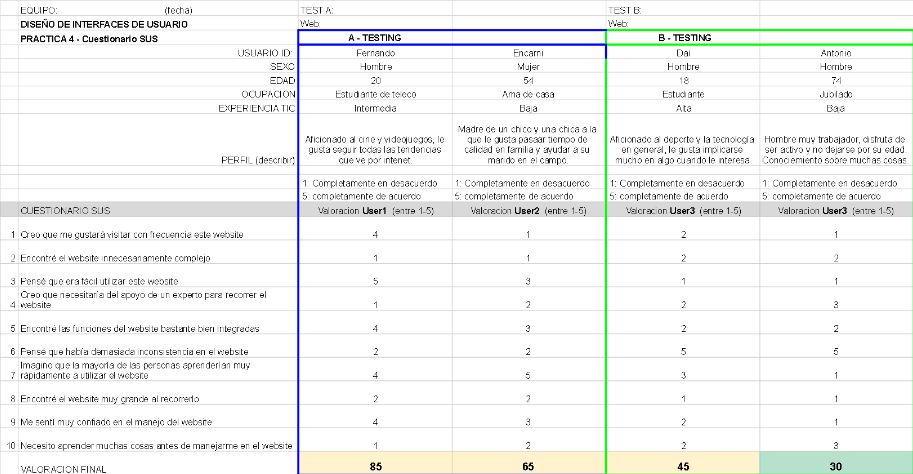 EQUIPO: (fecha) TEST A: TEST B:
DISEÑO DE INTERFACES DE USUARIO Web: Web:
PRACTICA 4 - Cuestionario SUS A - TESTING B - TESTING
USUARIO ID: Fernando Encarni Dai Antonio
SEXO Hombre Mujer Hombre Hombre
EDAD 20 54 18 74
OCUPACION Estudiante de teleco Ama de casa Estudiante Jubilado
EXPERIENCIA TIC Intermedia Baja Alta Baja
PERFIL (describir)
Aficionado al cine y videojuegos, le
gusta seguir todas las tendencias
que ve por intenet.
Madre de un chico y una chica a la
que le gusta pasaar tiempo de
calidad en familia y ayudar a su
marido en el campo.
Aficionado al deporte y la tecnología
en general, le gusta implicarse
mucho en algo cuando le interesa.
Hombre muy trabajador, disfruta de
ser activo y no dejarse por su edad.
Conociemiento sobre muchas cosas.
1: Completamente en desacuerdo 1: Completamente en desacuerdo 1: Completamente en desacuerdo 1: Completamente en desacuerdo
5: completamente de acuerdo 5: completamente de acuerdo 5: completamente de acuerdo 5: completamente de acuerdo
CUESTIONARIO SUS Valoracion User1 (entre 1-5) Valoracion User2 (entre 1-5) Valoracion User3 (entre 1-5) Valoracion User3 (entre 1-5)
1 Creo que me gustará visitar con frecuencia este website 4 1 2 1
2 Encontré el website innecesariamente complejo 1 1 2 2
3 Pensé que era fácil utilizar este website 5 3 1 1
4 Creo que necesitaría del apoyo de un experto para recorrer el
website 1 2 2 3
5 Encontré las funciones del website bastante bien integradas 4 3 2 2
6 Pensé que había demasiada inconsistencia en el website 2 2 5 5
7 Imagino que la mayoría de las personas aprenderían muy
rápidamente a utilizar el website 4 5 3 1
8 Encontré el website muy grande al recorrerlo 2 2 1 1
9 Me sentí muy confiado en el manejo del website 4 3 2 1
10 Necesito aprender muchas cosas antes de manejarme en el website 1 2 2 3
VALORACION FINAL 85 65 45 30